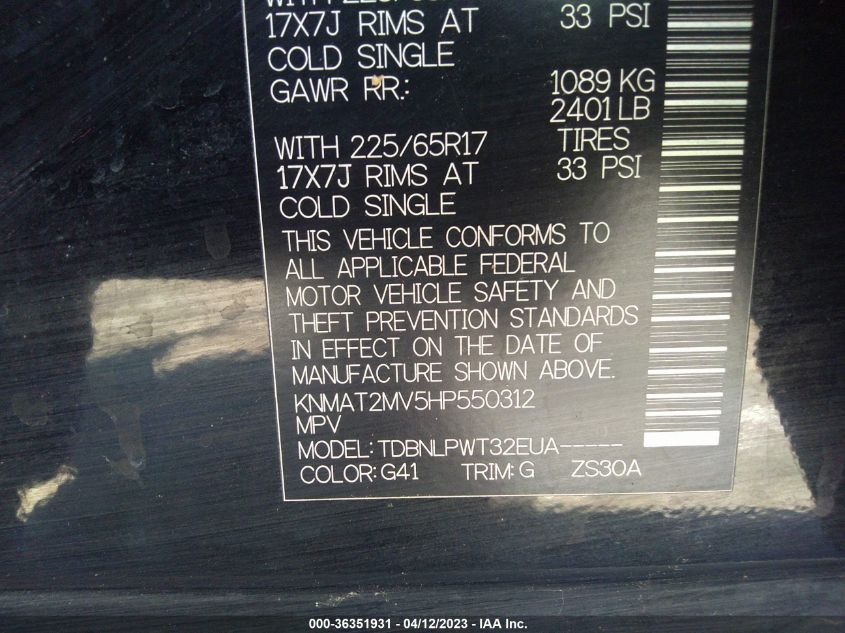 17X7J RIMS AT 33 PSI
COLD SINGLE
GAWR RR.: 1089 KG
2401 LB
WITH 225/65R17 TIRES
17X7J RIMS AT 33 PSI
COLD SINGLE
THIS VEHICLE CONFORMS TO
ALL APPLICABLE FEDERAL
MOTOR VEHICLE SAFETY AND
THEFT PREVENTION STANDARDS
IN EFFECT ON THE DATE OF
MANUFACTURE SHOWN ABOVE.
KNMAT2MV5HP550312
MPV
MODEL: TDBNLPWT32EUA-----
COLOR: G41 TRIM: G ZS30A
000-36351931 - 04/12/2023 - IAA Inc.